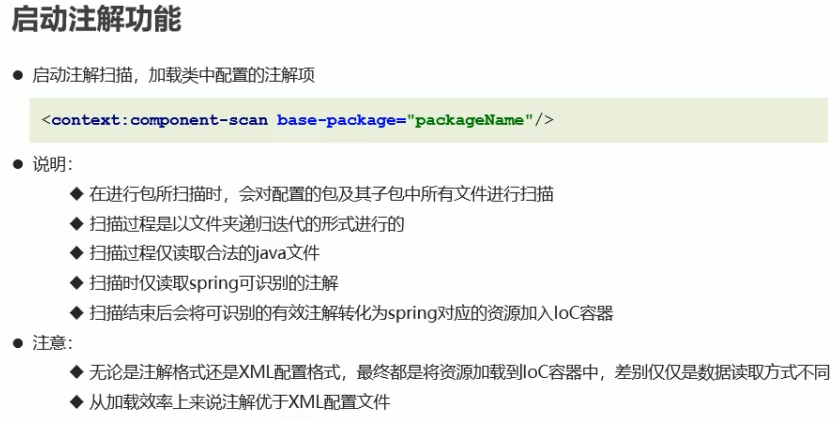 启动注解功能
● 启动注解扫描，加载类中配置的注解项
<context:component-scan base-package="packageName"/>
● 说明：
◆ 在进行包所扫描时，会对配置的包及其子包中所有文件进行扫描
◆ 扫描过程是以文件夹递归迭代的形式进行的
◆ 扫描过程仅读取合法的java文件
◆ 扫描时仅读取spring可识别的注解
◆ 扫描结束后会将可识别的有效注解转化为spring对应的资源加入IoC容器
● 注意：
◆ 无论是注解格式还是XML配置格式，最终都是将资源加载到IoC容器中，差别仅仅是数据读取方式不同
◆ 从加载效率上来说注解优于XML配置文件